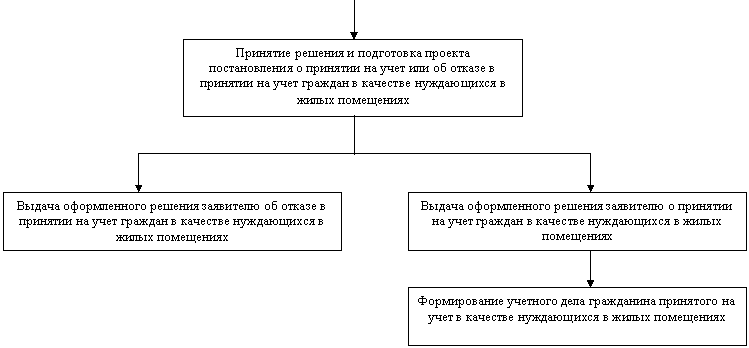 Принятие решения и подготовка проекта
постановления о принятии на учет или об отказе в
принятии на учет граждан в качестве нуждающихся в
жилых помещениях
Выдача оформленного решения заявителю об отказе в
принятии на учет граждан в качестве нуждающихся в
жилых помещениях
Выдача оформленного решения заявителю о принятии
на учет граждан в качестве нуждающихся в жилых
помещениях
Формирование учетного дела гражданина принятого на
учет в качестве нуждающихся в жилых помещениях